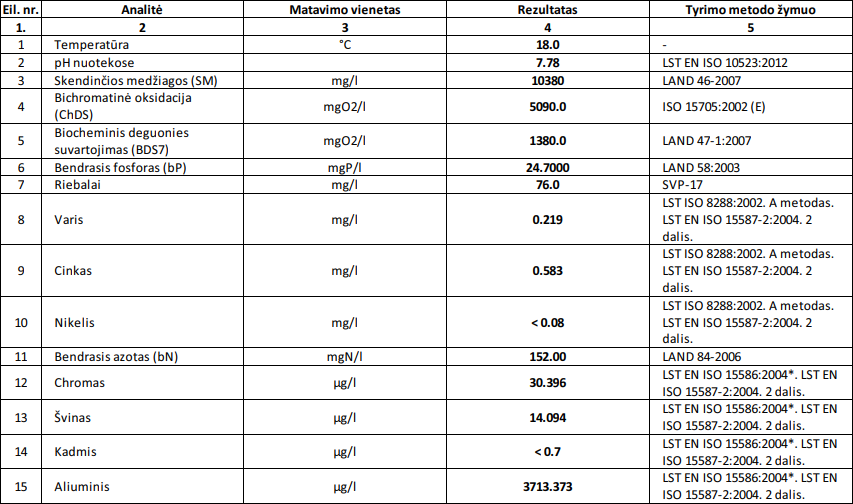 Eil. nr. Analitė Matavimo vienetas Rezultatas Tyrimo metodo žymuo
1. 2 3 4 5
1 Temperatūra °C 18.0 -
2 pH nuotekose 7.78 LST EN ISO 10523:2012
3 Skendinčios medžiagos (SM) mg/l 10380 LAND 46-2007
4 Bichromatinė oksidacija (ChDS) mgO2/l 5090.0 ISO 15705:2002 (E)
5 Biocheminis deguonies suvartojimas (BDS7) mgO2/l 1380.0 LAND 47-1:2007
6 Bendrasis fosforas (bP) mgP/l 24.7000 LAND 58:2003
7 Riebalai mg/l 76.0 SVP-17
8 Varis mg/l 0.219 LST ISO 8288:2002. A metodas. LST EN ISO 15587-2:2004. 2 dalis.
9 Cinkas mg/l 0.583 LST ISO 8288:2002. A metodas. LST EN ISO 15587-2:2004. 2 dalis.
10 Nikelis mg/l < 0.08 LST ISO 8288:2002. A metodas. LST EN ISO 15587-2:2004. 2 dalis.
11 Bendrasis azotas (bN) mgN/l 152.00 LAND 84-2006
12 Chromas µg/l 30.396 LST EN ISO 15586:2004*. LST EN ISO 15587-2:2004. 2 dalis.
13 Švinas µg/l 14.094 LST EN ISO 15586:2004*. LST EN ISO 15587-2:2004. 2 dalis.
14 Kadmis µg/l < 0.7 LST EN ISO 15586:2004*. LST EN ISO 15587-2:2004. 2 dalis.
15 Aliuminis µg/l 3713.373 LST EN ISO 15586:2004*. LST EN ISO 15587-2:2004. 2 dalis.